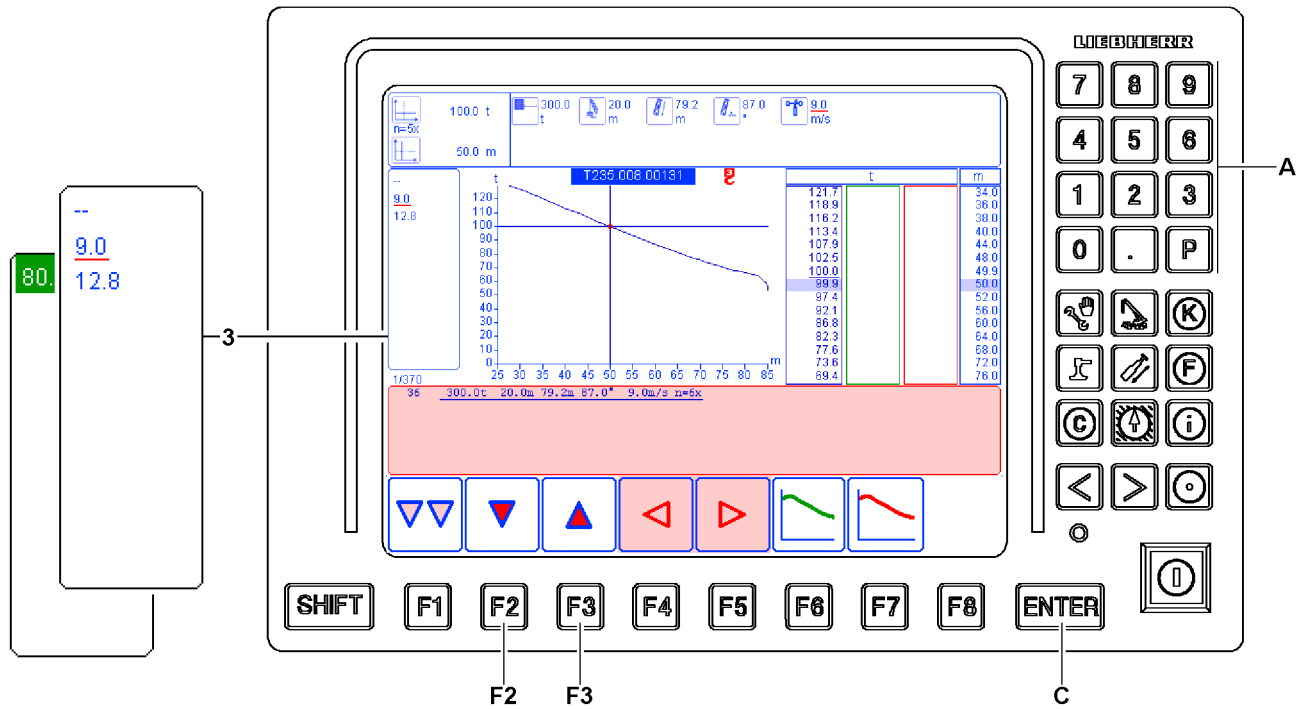 LIEBHERR
7 8 9
4 5 6
1 2 3
0 . P
K
F
C i
< >
A
n=6x
100.0 t
50.0 m
300.0 t
20.0 m
79.2 m
87.0 °
9.0 m/s
--
9.0
12.8
80.
--
9.0
12.8
3
T235 008 00131
t
120
110
100
90
80
70
60
50
40
30
20
10
0
25 30 35 40 45 50 55 60 65 70 75 80 85
m
t m
121.7 34.0
118.9 36.0
116.2 38.0
113.4 40.0
107.9 44.0
102.5 48.0
100.0 49.9
99.9 50.0
97.4 52.0
92.1 56.0
86.8 60.0
82.3 64.0
77.6 68.0
73.6 72.0
69.4 76.0
1/370
36 300.0t 20.0m 79.2m 87.0° 9.0m/s n=6x
SHIFT F1 F2 F3 F4 F5 F6 F7 F8 ENTER
F2 F3 C